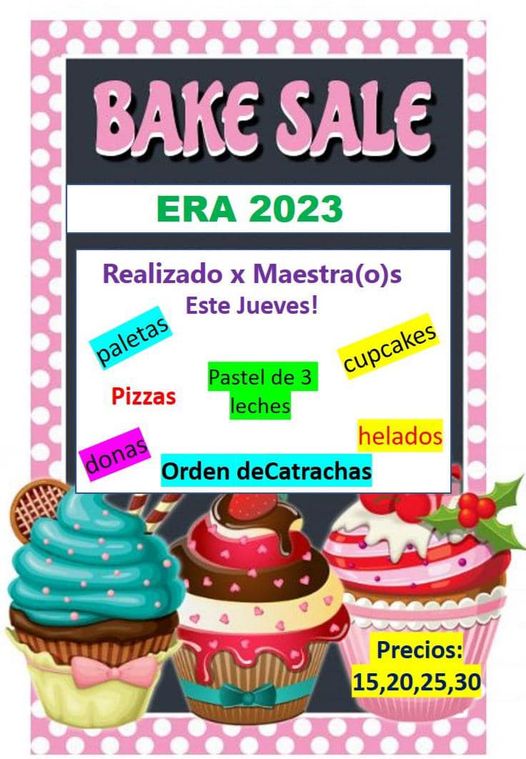 BAKE SALE
ERA 2023
Realizado x Maestra(o)s
Este Jueves!
paletas
cupcakes
Pastel de 3
leches
Pizzas
helados
donas
Orden deCatrachas
Precios:
15,20,25,30